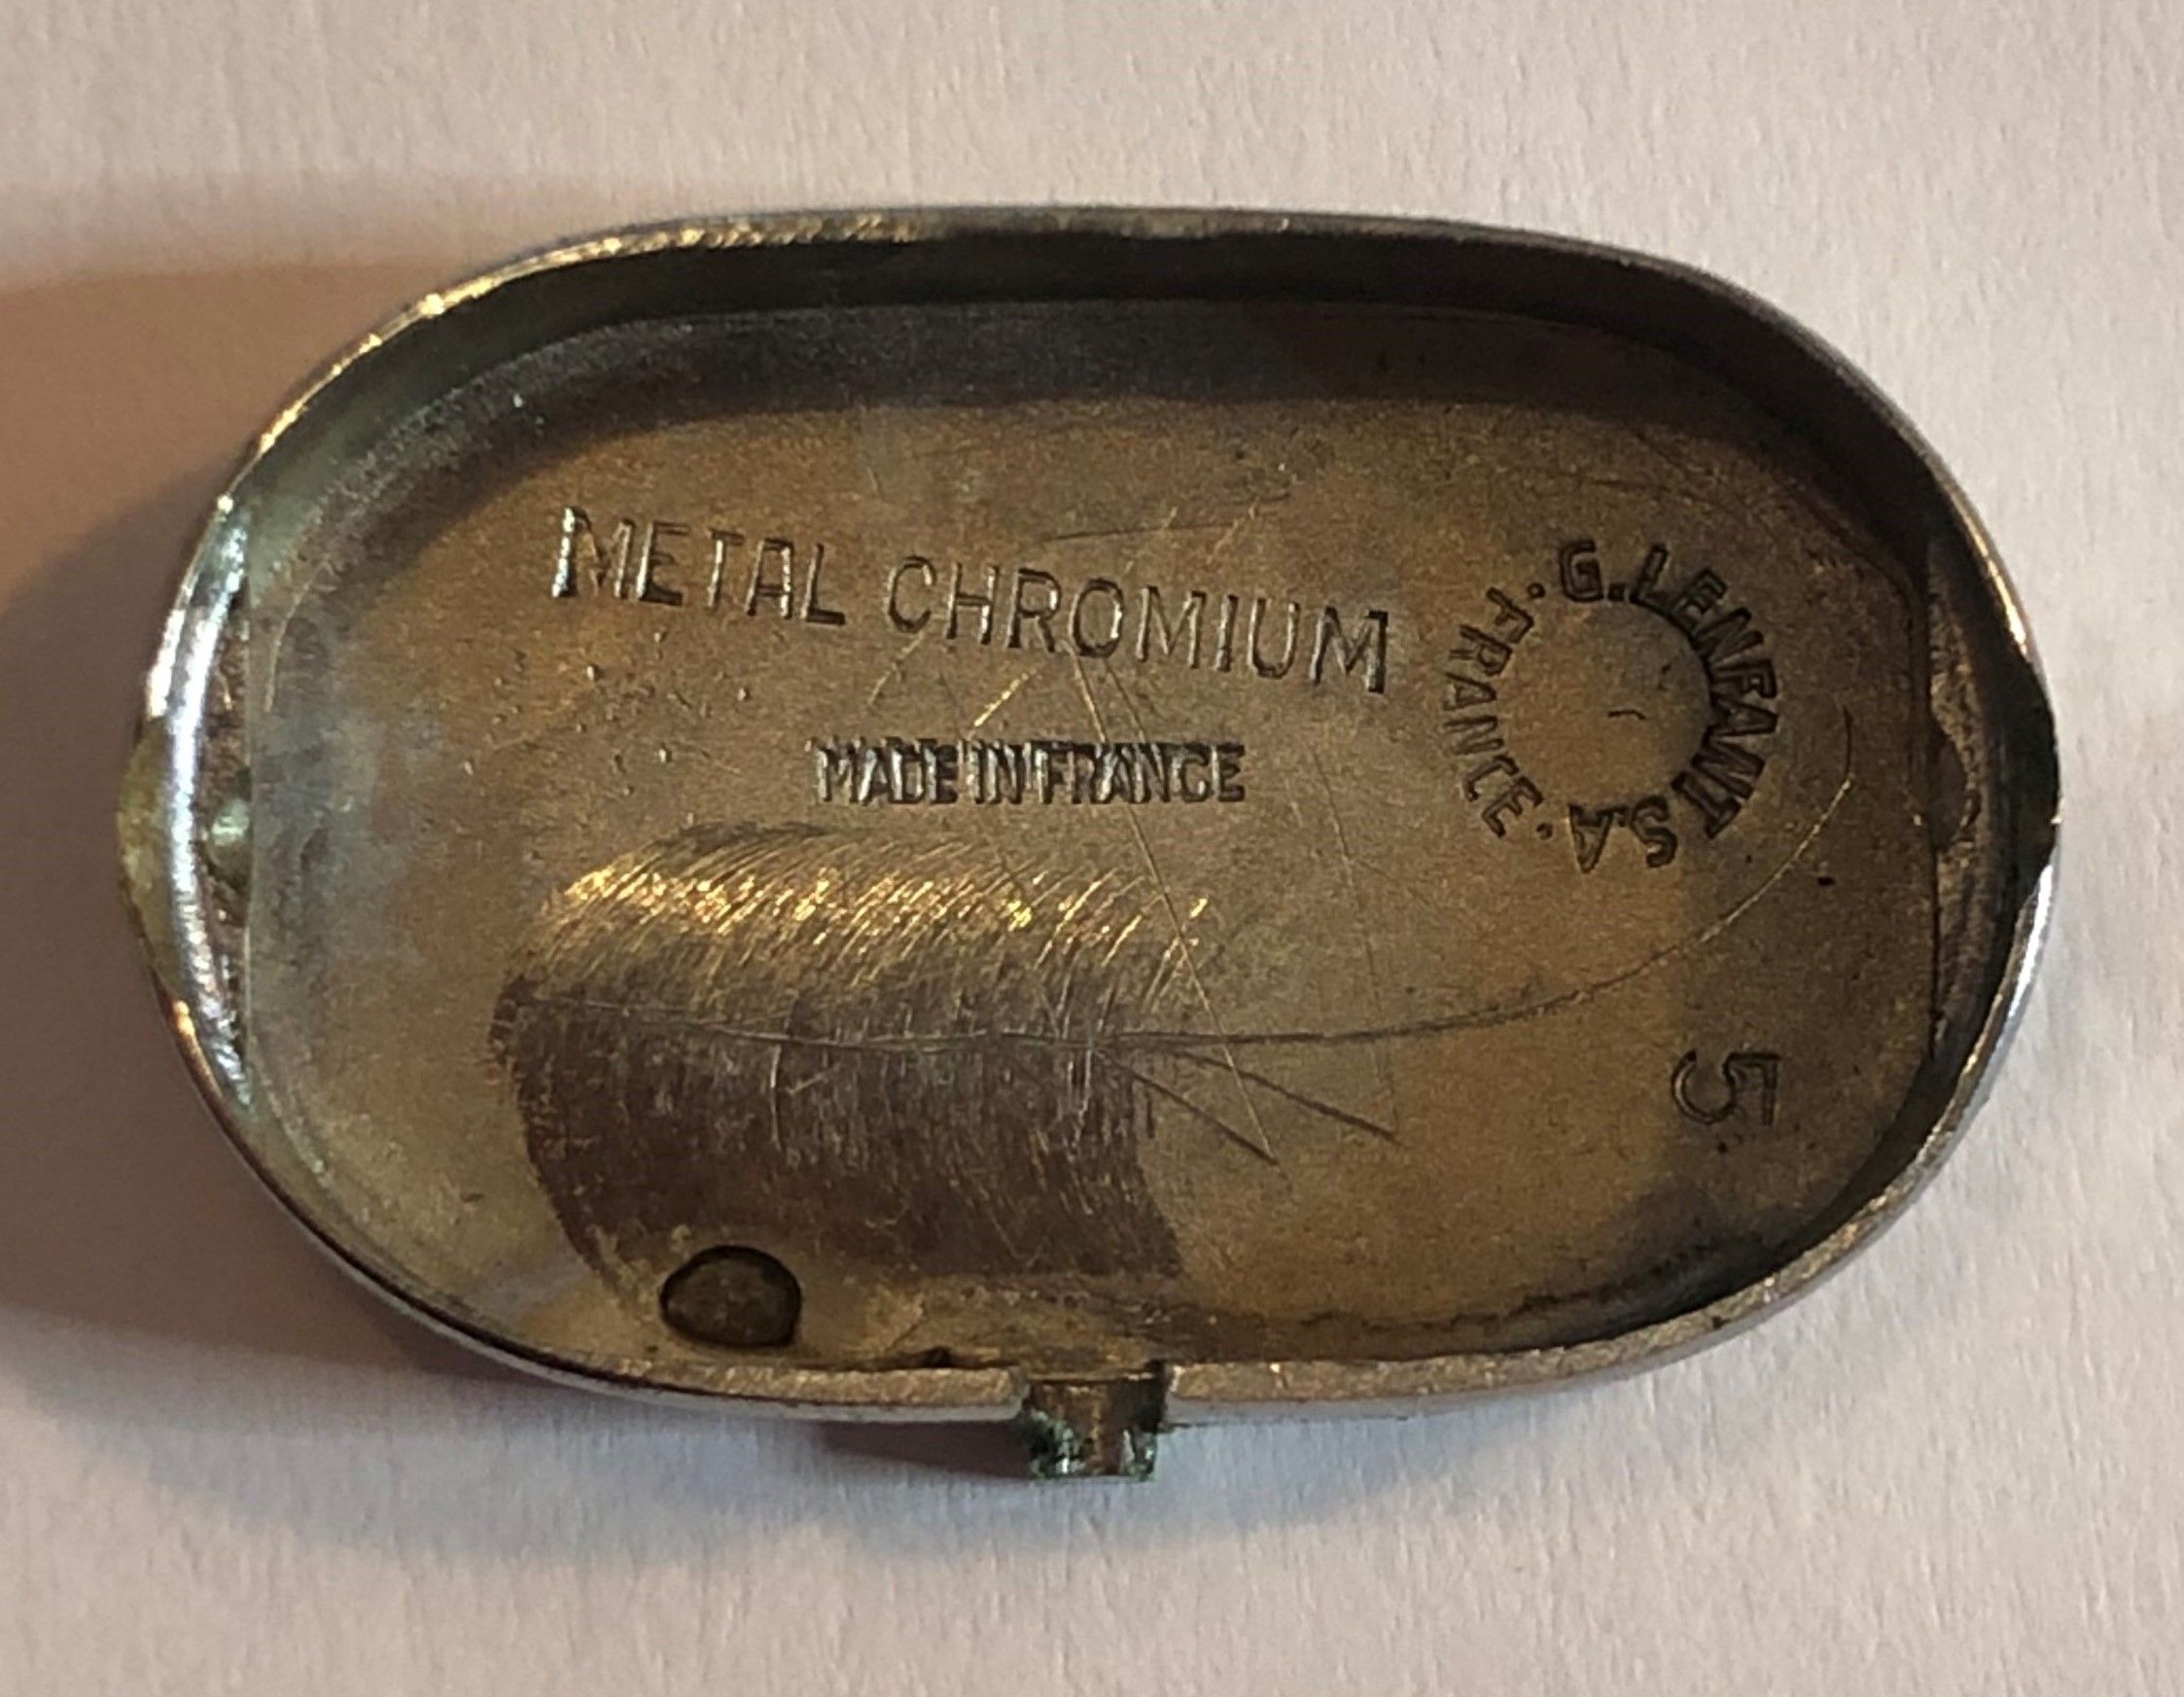 METAL CHROMIUM
MADE IN FRANCE
G. LENFANT S.A
· FRANCE ·
5